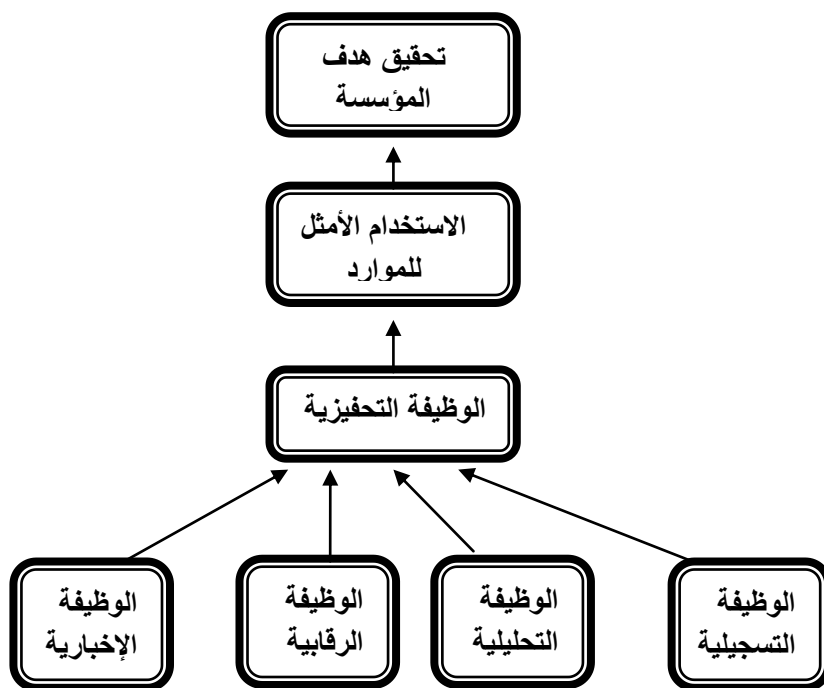 تحقيق هدف
المؤسسة
الاستخدام الأمثل
للموارد
الوظيفة التحفيزية
الوظيفة
التسجيلية
الوظيفة
التحليلية
الوظيفة
الرقابية
الوظيفة
الإخبارية